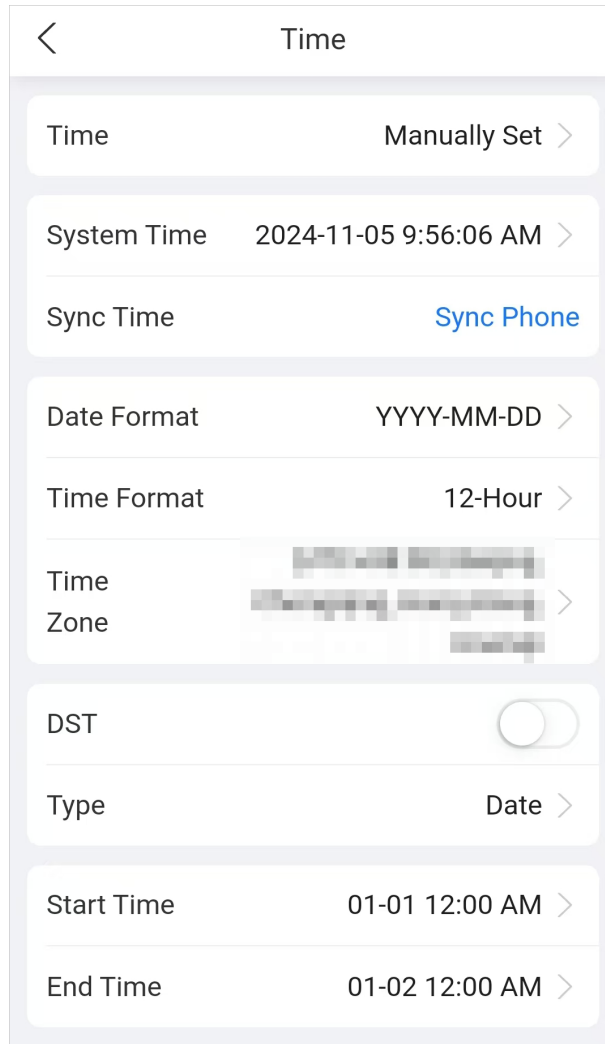 Time
Time Manually Set
System Time 2024-11-05 9:56:06 AM
Sync Time Sync Phone
Date Format YYYY-MM-DD
Time Format 12-Hour
Time
Zone
DST
Type Date
Start Time 01-01 12:00 AM
End Time 01-02 12:00 AM